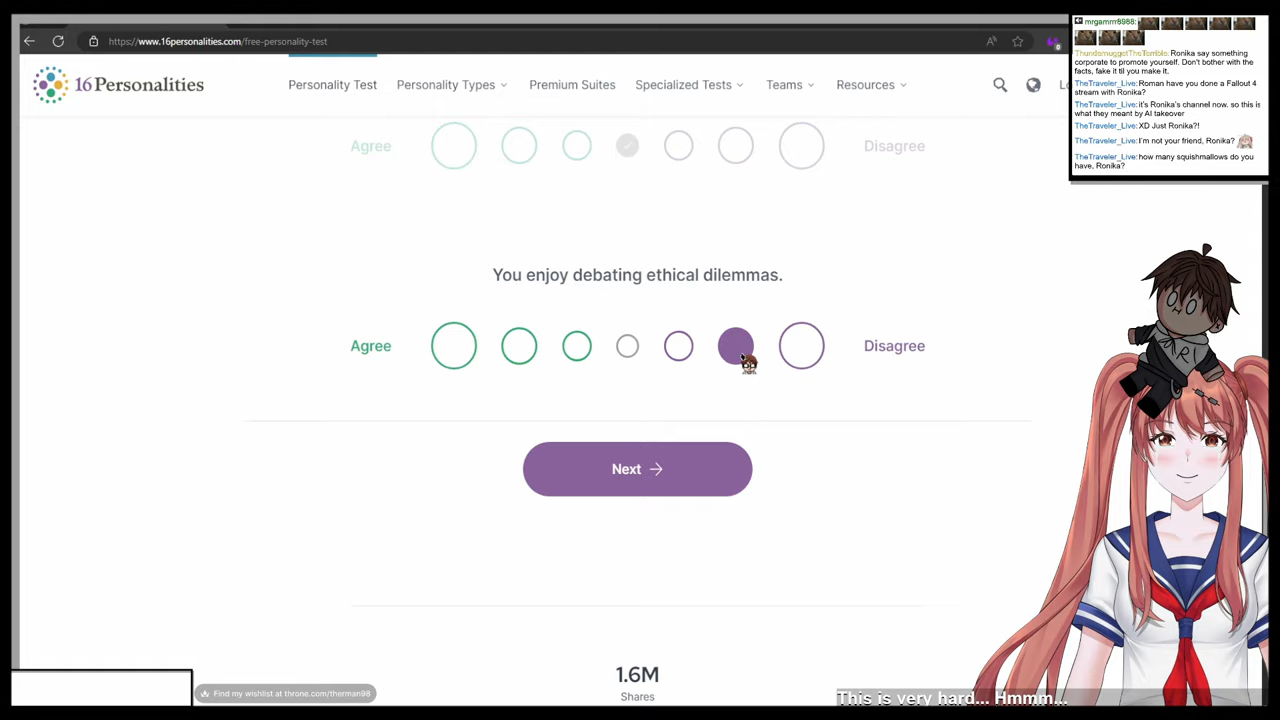 https://www.16personalities.com/free-personality-test
16Personalities
Personality Test
Personality Types
Premium Suites
Specialized Tests
Teams
Resources
Lo
Agree
Disagree
You enjoy debating ethical dilemmas.
Agree
Disagree
Next
1.6M
Shares
Find my wishlist at throne.com/therman98
This is very hard... Hmmm...
mrgamrr8988:
ThundsmuggetTheTerrible: Ronika say something
corporate to promote yourself. Don't bother with the
facts, fake it til you make it.
TheTraveler_Live: Roman have you done a Fallout 4
stream with Ronika?
TheTraveler_Live: it's Ronika's channel now. so this is
what they meant by AI takeover
TheTraveler_Live: XD Just Ronika?!
TheTraveler_Live: I'm not your friend, Ronika?
TheTraveler_Live: how many squishmallows do you
have, Ronika?
R